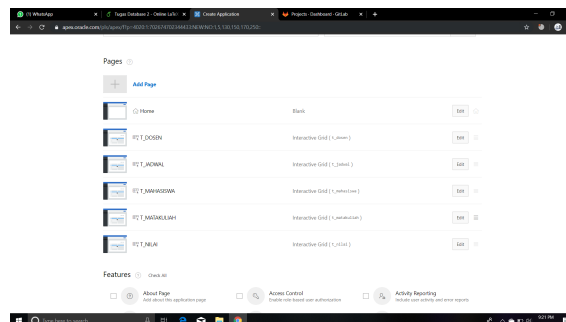 (1) WhatsApp
Tugas Database 2 - Online LaTeX
Create Application
Projects · Dashboard · GitLab
apex.oracle.com/pls/apex/f?p=4020:
Pages
Add Page
Home Blank Edit
T_DOSEN Interactive Grid ( t_dosen ) Edit
T_JADWAL Interactive Grid ( t_jadwal ) Edit
T_MAHASISWA Interactive Grid ( t_mahasiswa ) Edit
T_MATAKULIAH Interactive Grid ( t_matakuliah ) Edit
T_NILAI Interactive Grid ( t_nilai ) Edit
Features Check All
About Page
Add about this application page
Access Control
Enable role-based user authorization
Activity Reporting
Include user activity and error reports
Type here to search
9:21 PM